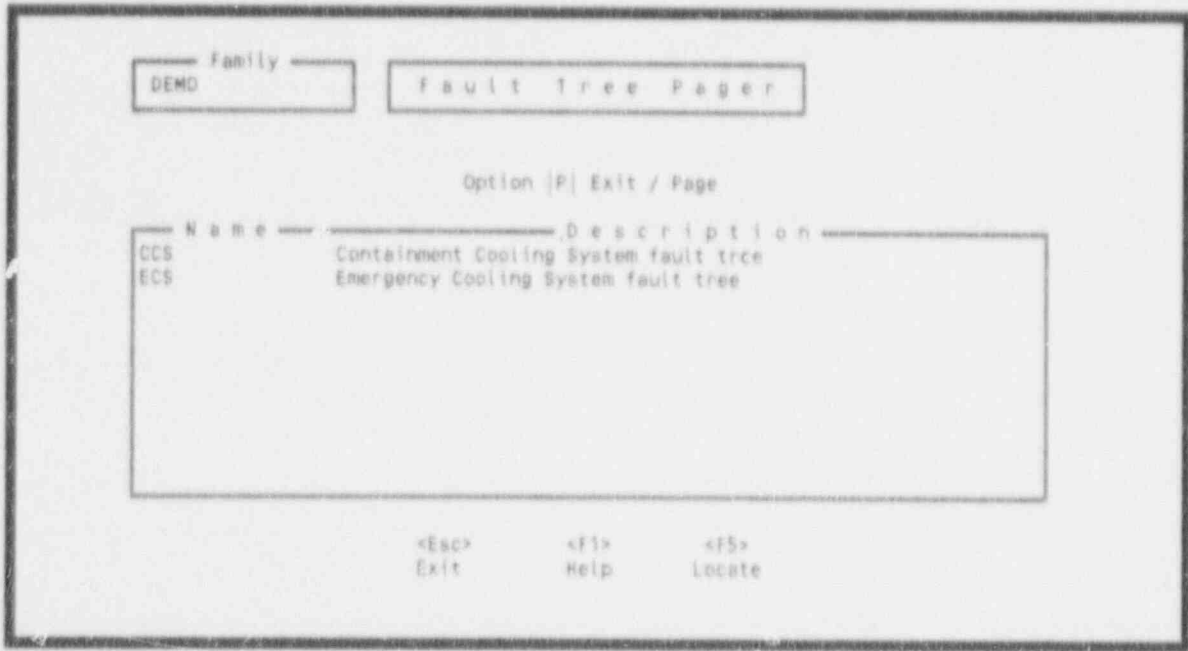 Family
DEMO
Fault Tree Pager
Option |P| Exit / Page
Name Description
CCS Containment Cooling System fault tree
ECS Emergency Cooling System fault tree
<Esc> <F1> <F5>
Exit Help Locate